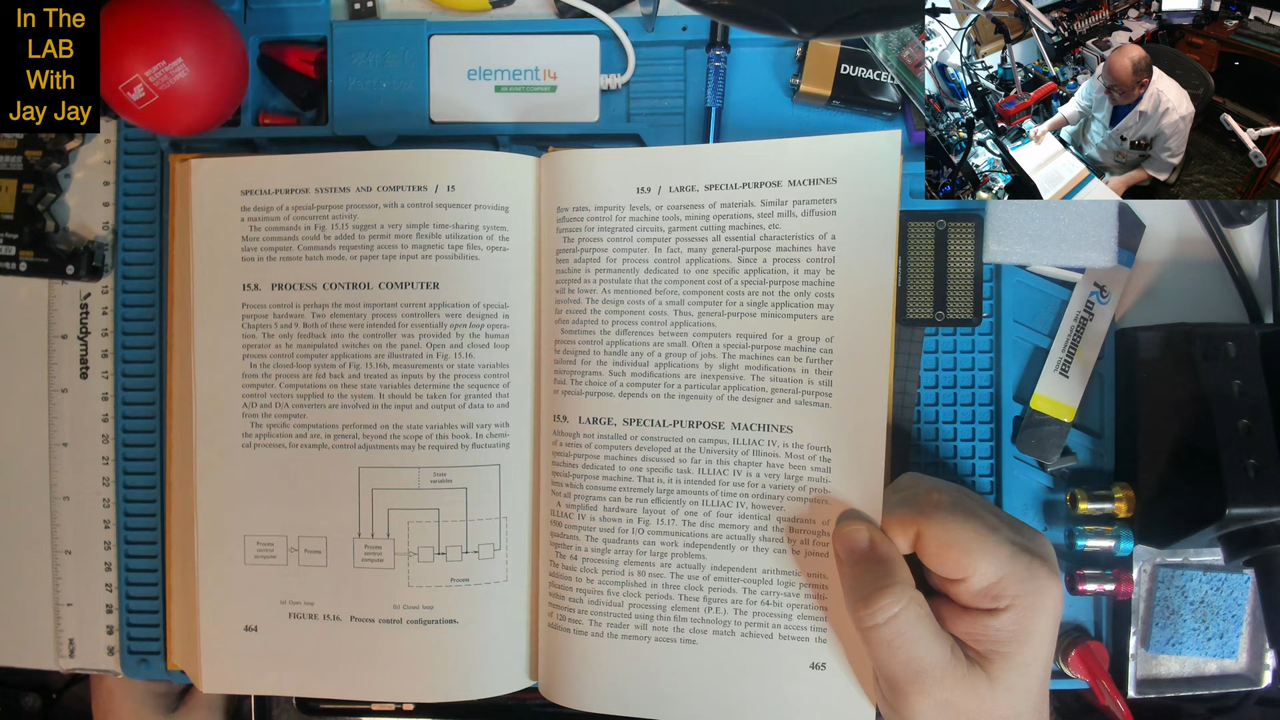 In The
LAB
With
Jay Jay
WÜRTH
ELEKTRONIK
MORE THAN
YOU EXPECT
element14
AN AVNET COMPANY
DURACELL
studymate
Professional
THE OPENING TOOL
SPECIAL-PURPOSE SYSTEMS AND COMPUTERS / 15
the design of a special-purpose processor, with a control sequencer providing
a maximum of concurrent activity.
The commands in Fig. 15.15 suggest a very simple time-sharing system.
More commands could be added to permit more flexible utilization of the
slave computer. Commands requesting access to magnetic tape files, opera-
tion in the remote batch mode, or paper tape input are possibilities.
15.8. PROCESS CONTROL COMPUTER
Process control is perhaps the most important current application of special-
purpose hardware. Two elementary process controllers were designed in
Chapters 5 and 9. Both of these were intended for essentially open loop opera-
tion. The only feedback into the controller was provided by the human
operator as he manipulated switches on the panel. Open and closed loop
process control computer applications are illustrated in Fig. 15.16.
In the closed-loop system of Fig. 15.16b, measurements or state variables
from the process are fed back and treated as inputs by the process control
computer. Computations on these state variables determine the sequence of
control vectors supplied to the system. It should be taken for granted that
A/D and D/A converters are involved in the input and output of data to and
from the computer.
The specific computations performed on the state variables will vary with
the application and are, in general, beyond the scope of this book. In chemi-
cal processes, for example, control adjustments may be required by fluctuating
State
variables
Process
control
computer
Process
Process
control
computer
Process
(a) Open loop
(b) Closed loop
FIGURE 15.16. Process control configurations.
464
15.9 / LARGE, SPECIAL-PURPOSE MACHINES
flow rates, impurity levels, or coarseness of materials. Similar parameters
influence control for machine tools, mining operations, steel mills, diffusion
furnaces for integrated circuits, garment cutting machines, etc.
The process control computer possesses all essential characteristics of a
general-purpose computer. In fact, many general-purpose machines have
been adapted for process control applications. Since a process control
machine is permanently dedicated to one specific application, it may be
accepted as a postulate that the component cost of a special-purpose machine
will be lower. As mentioned before, component costs are not the only costs
involved. The design costs of a small computer for a single application may
far exceed the component costs. Thus, general-purpose minicomputers are
often adapted to process control applications.
Sometimes the differences between computers required for a group of
process control applications are small. Often a special-purpose machine can
be designed to handle any of a group of jobs. The machines can be further
tailored for the individual applications by slight modifications in their
microprograms. Such modifications are inexpensive. The situation is still
fluid. The choice of a computer for a particular application, general-purpose
or special-purpose, depends on the ingenuity of the designer and salesman.
15.9. LARGE, SPECIAL-PURPOSE MACHINES
Although not installed or constructed on campus, ILLIAC IV, is the fourth
of a series of computers developed at the University of Illinois. Most of the
special-purpose machines discussed so far in this chapter have been small
machines dedicated to one specific task. ILLIAC IV is a very large multi-
special-purpose machine. That is, it is intended for use for a variety of prob-
lems which consume extremely large amounts of time on ordinary computers.
Not all programs can be run efficiently on ILLIAC IV, however.
A simplified hardware layout of one of four identical quadrants of
ILLIAC IV is shown in Fig. 15.17. The disc memory and the Burroughs
6500 computer used for I/O communications are actually shared by all four
quadrants. The quadrants can work independently or they can be joined
together in a single array for large problems.
The 64 processing elements are actually independent arithmetic units.
The basic clock period is 80 nsec. The use of emitter-coupled logic permits
addition to be accomplished in three clock periods. The carry-save multi-
plication requires five clock periods. These figures are for 64-bit operations
within each individual processing element (P.E.). The processing element
memories are constructed using thin film technology to permit an access time
of 120 nsec. The reader will note the close match achieved between the
addition time and the memory access time.
465